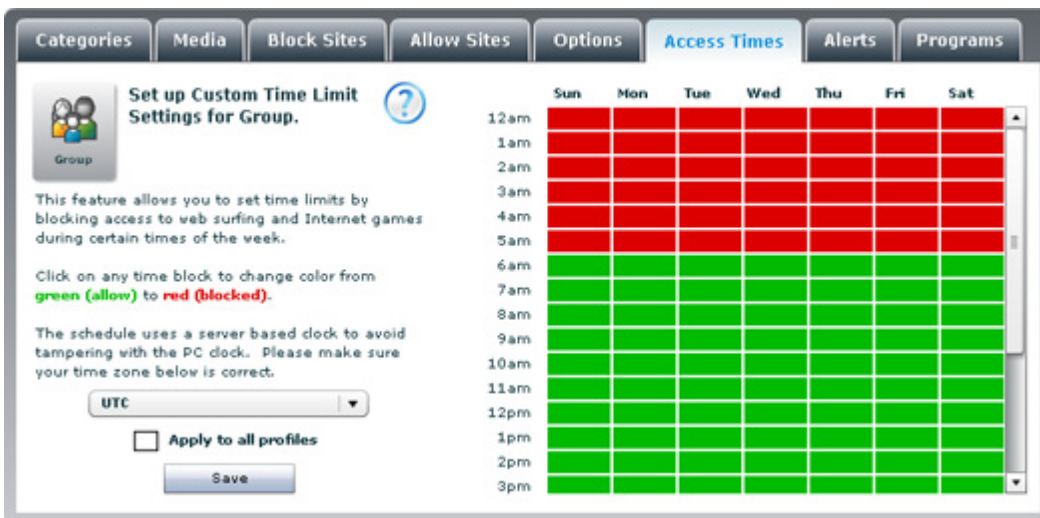 Categories Media Block Sites Allow Sites Options Access Times Alerts Programs
Set up Custom Time Limit
Settings for Group.
?
Group
This feature allows you to set time limits by
blocking access to web surfing and Internet games
during certain times of the week.
Click on any time block to change color from
green (allow) to red (blocked).
The schedule uses a server based clock to avoid
tampering with the PC clock. Please make sure
your time zone below is correct.
UTC
Apply to all profiles
Save
Sun Mon Tue Wed Thu Fri Sat
12am
1am
2am
3am
4am
5am
6am
7am
8am
9am
10am
11am
12pm
1pm
2pm
3pm